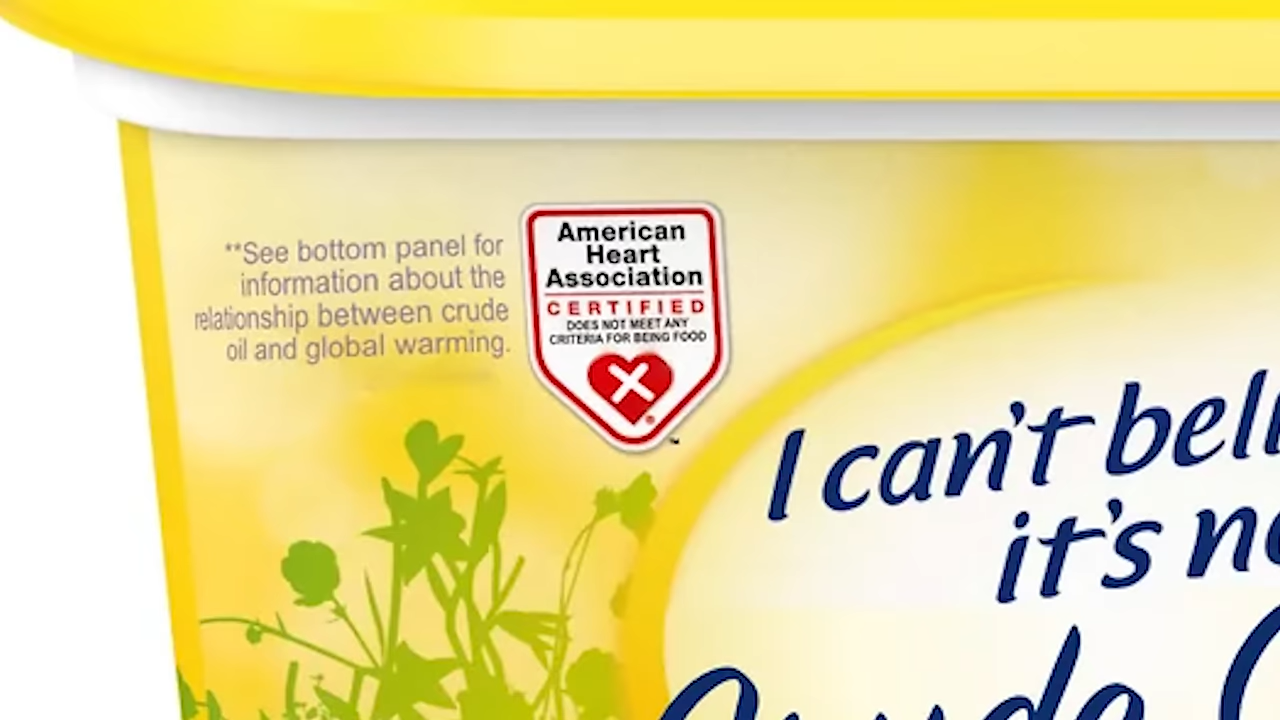 **See bottom panel for
information about the
relationship between crude
oil and global warming.
American
Heart
Association
CERTIFIED
DOES NOT MEET ANY
CRITERIA FOR BEING FOOD
®
™
I can't
it's